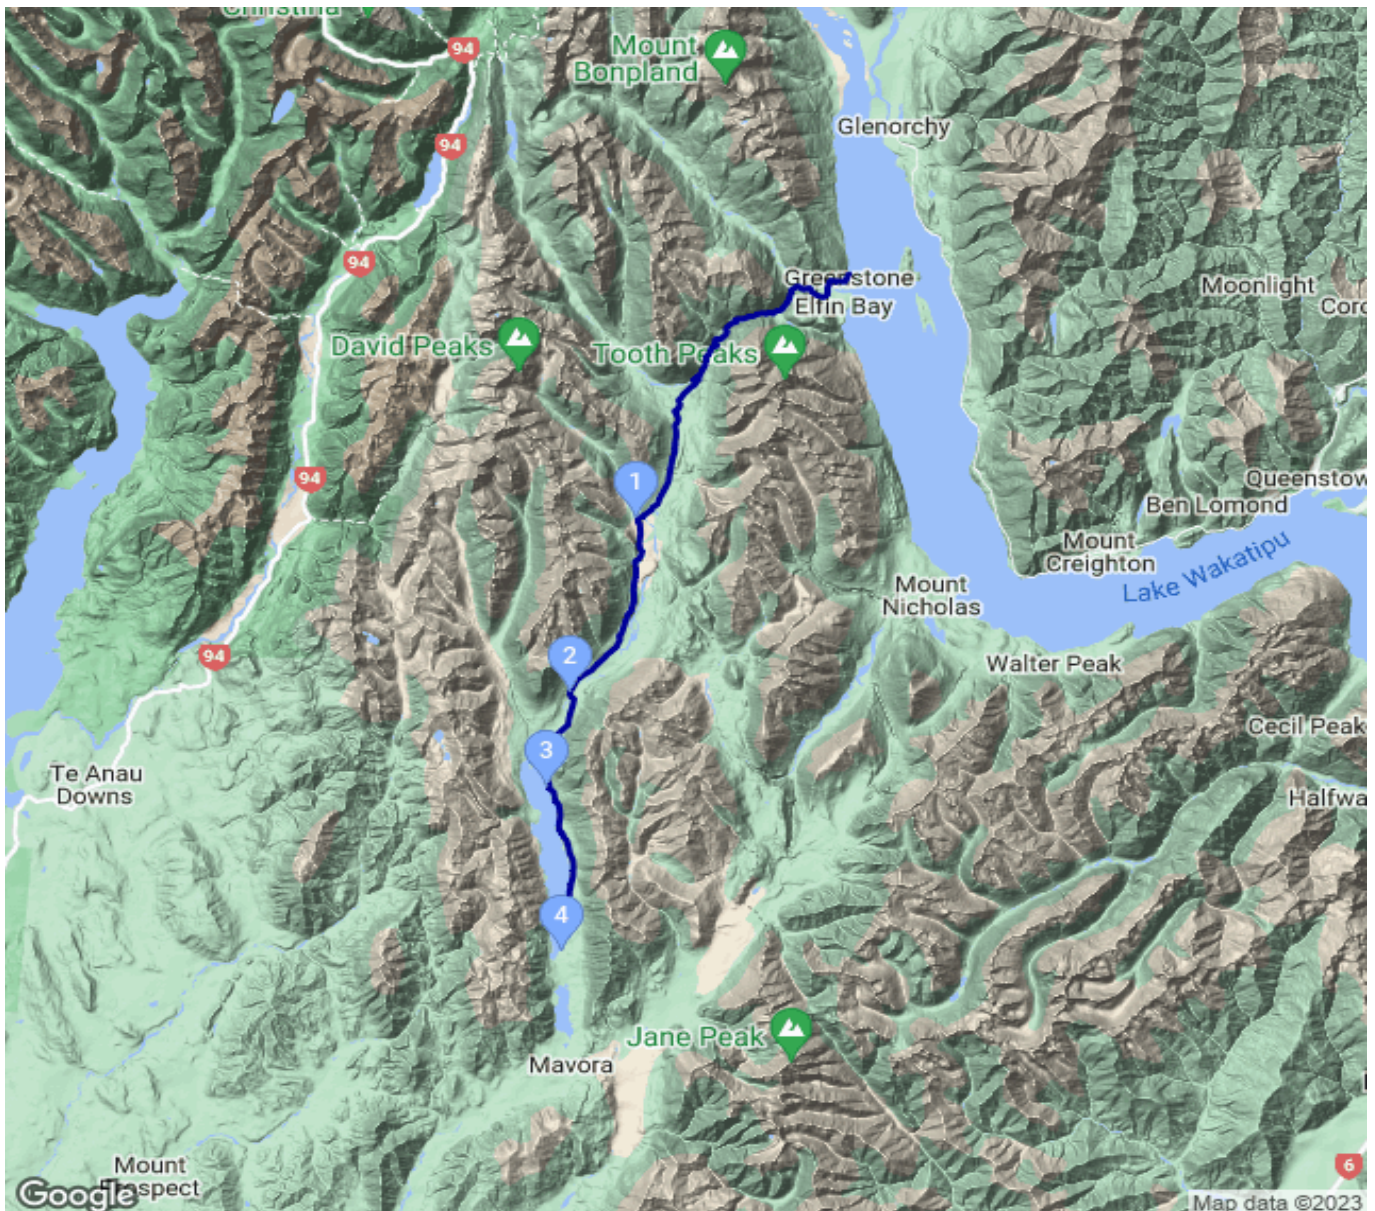 Christina
94
Mount
Bonpland
94
Glenorchy
94
Greenstone
Elfin Bay
Moonlight
David Peaks
Tooth Peaks
94
1
Queenstow
Ben Lomond
Mount
Creighton
Lake Wakatipu
Mount
Nicholas
94
2
Walter Peak
Cecil Peak
3
Te Anau
Downs
Halfwa
4
Jane Peak
Mavora
Mount
Prospect
6
Google
Map data ©2023